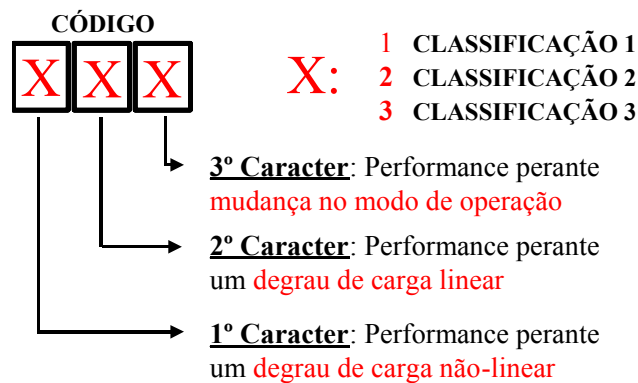 CÓDIGO
X X X
X:
1 CLASSIFICAÇÃO 1
2 CLASSIFICAÇÃO 2
3 CLASSIFICAÇÃO 3
3º Caracter: Performance perante
mudança no modo de operação
2º Caracter: Performance perante
um degrau de carga linear
1º Caracter: Performance perante
um degrau de carga não-linear